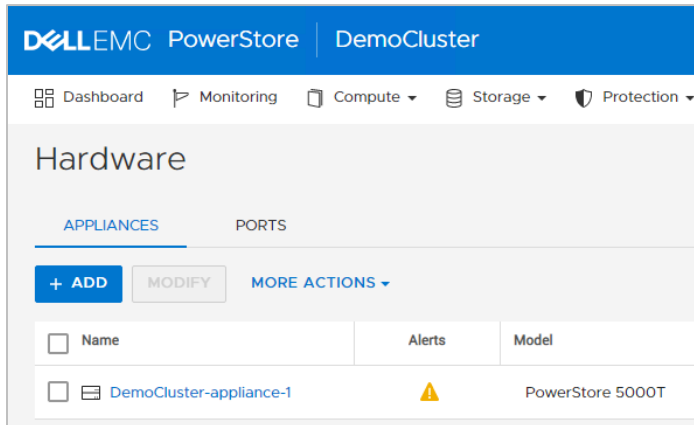 DELLEMC PowerStore DemoCluster
Dashboard Monitoring Compute Storage Protection
Hardware
APPLIANCES PORTS
+ ADD MODIFY MORE ACTIONS
Name Alerts Model
DemoCluster-appliance-1 PowerStore 5000T